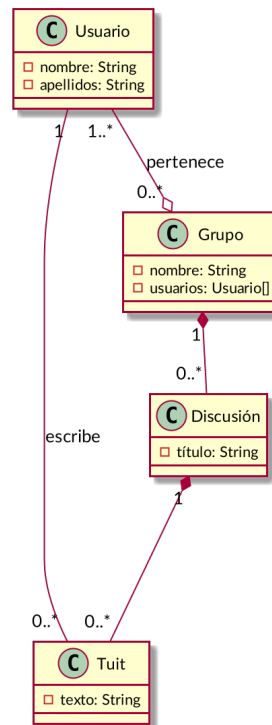 C Usuario
nombre: String
apellidos: String
1
1..*
pertenece
0..*
C Grupo
nombre: String
usuarios: Usuario[]
1
0..*
C Discusión
título: String
escribe
1
0..*
0..*
C Tuit
texto: String